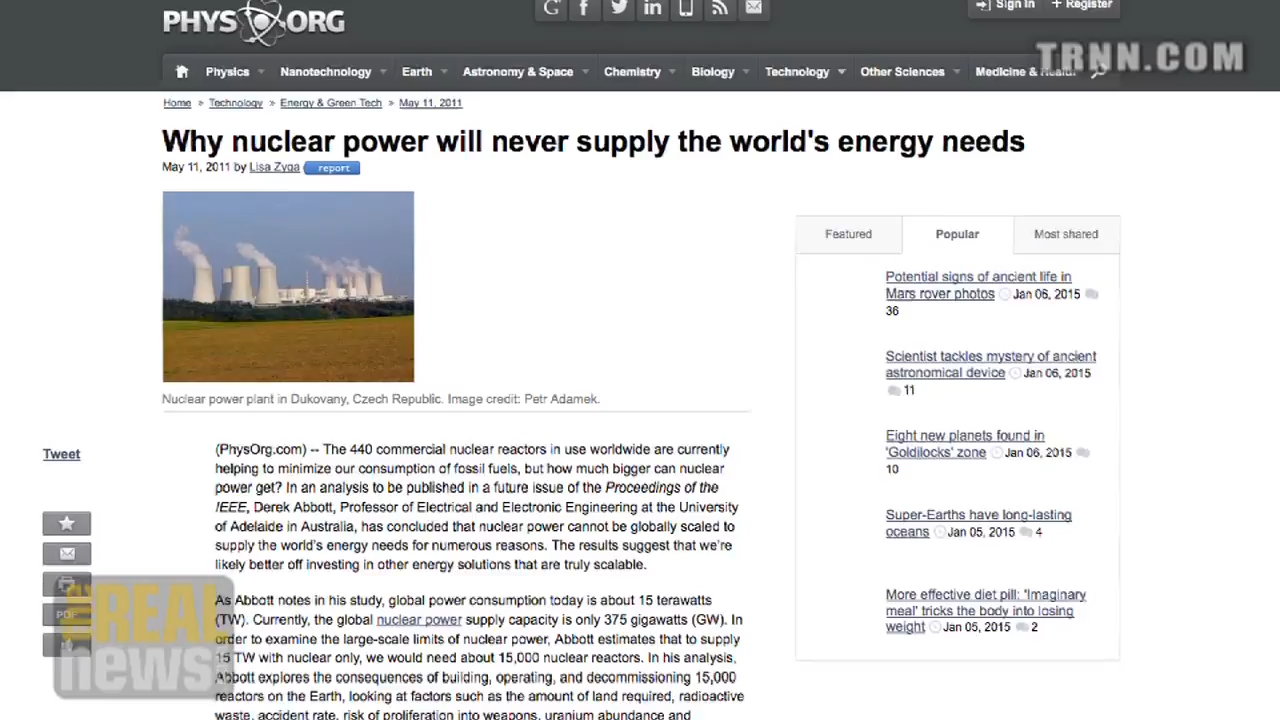 PHYS ORG
Sign In
+ Register
TRNN.COM
Physics
Nanotechnology
Earth
Astronomy & Space
Chemistry
Biology
Technology
Other Sciences
Medicine & Health
Home » Technology » Energy & Green Tech » May 11, 2011
Why nuclear power will never supply the world's energy needs
May 11, 2011 by Lisa Zyga report
Nuclear power plant in Dukovany, Czech Republic. Image credit: Petr Adamek.
Tweet
PDF
(PhysOrg.com) -- The 440 commercial nuclear reactors in use worldwide are currently
helping to minimize our consumption of fossil fuels, but how much bigger can nuclear
power get? In an analysis to be published in a future issue of the Proceedings of the
IEEE, Derek Abbott, Professor of Electrical and Electronic Engineering at the University
of Adelaide in Australia, has concluded that nuclear power cannot be globally scaled to
supply the world's energy needs for numerous reasons. The results suggest that we're
likely better off investing in other energy solutions that are truly scalable.
As Abbott notes in his study, global power consumption today is about 15 terawatts
(TW). Currently, the global nuclear power supply capacity is only 375 gigawatts (GW). In
order to examine the large-scale limits of nuclear power, Abbott estimates that to supply
15 TW with nuclear only, we would need about 15,000 nuclear reactors. In his analysis,
Abbott explores the consequences of building, operating, and decommissioning 15,000
reactors on the Earth, looking at factors such as the amount of land required, radioactive
waste, accident rate, risk of proliferation into weapons, uranium abundance and
Featured
Popular
Most shared
Potential signs of ancient life in
Mars rover photos Jan 06, 2015
36
Scientist tackles mystery of ancient
astronomical device Jan 06, 2015
11
Eight new planets found in
'Goldilocks' zone Jan 06, 2015
10
Super-Earths have long-lasting
oceans Jan 05, 2015 4
More effective diet pill: 'Imaginary
meal' tricks the body into losing
weight Jan 05, 2015 2
THE REAL
news.com